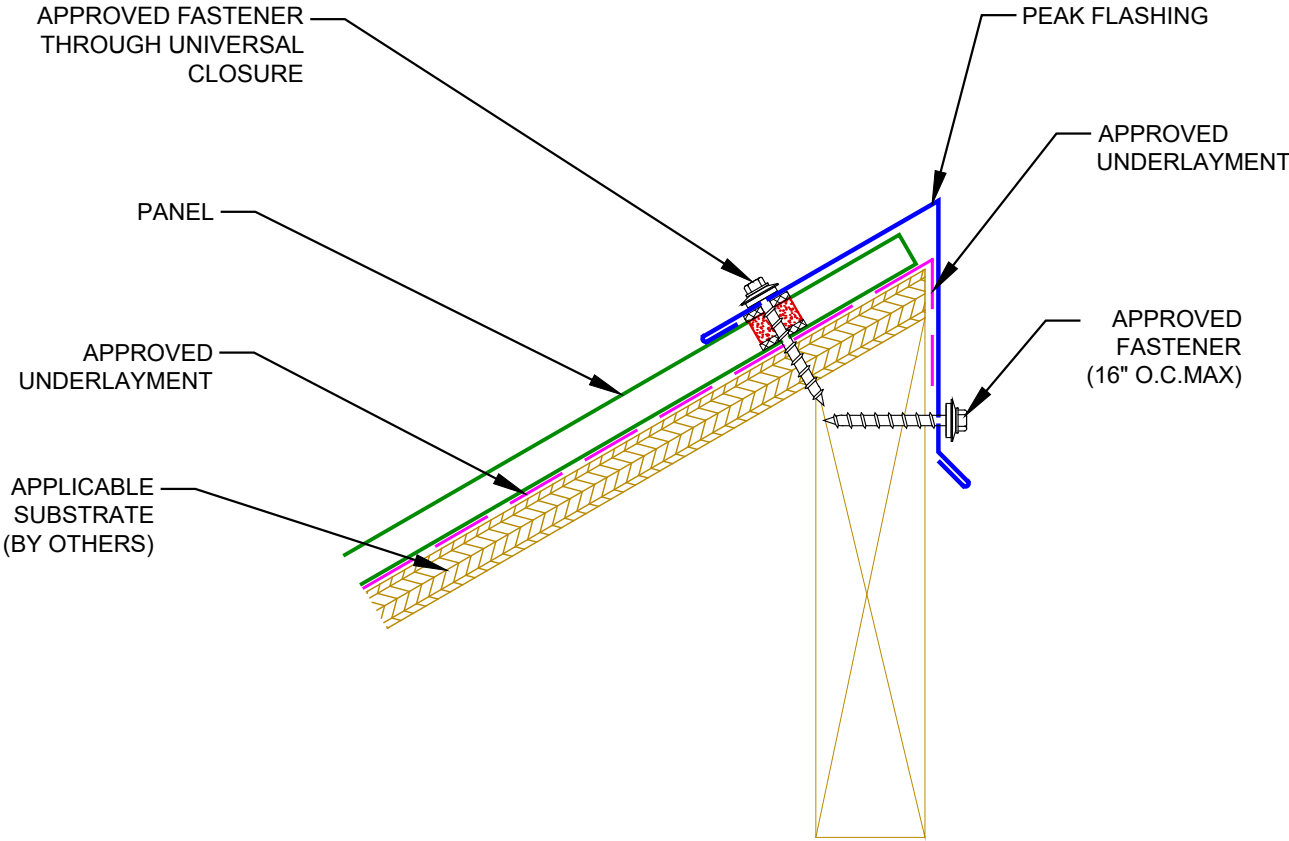 APPROVED FASTENER
THROUGH UNIVERSAL
CLOSURE
PEAK FLASHING
APPROVED
UNDERLAYMENT
PANEL
APPROVED
FASTENER
(16" O.C.MAX)
APPROVED
UNDERLAYMENT
APPLICABLE
SUBSTRATE
(BY OTHERS)